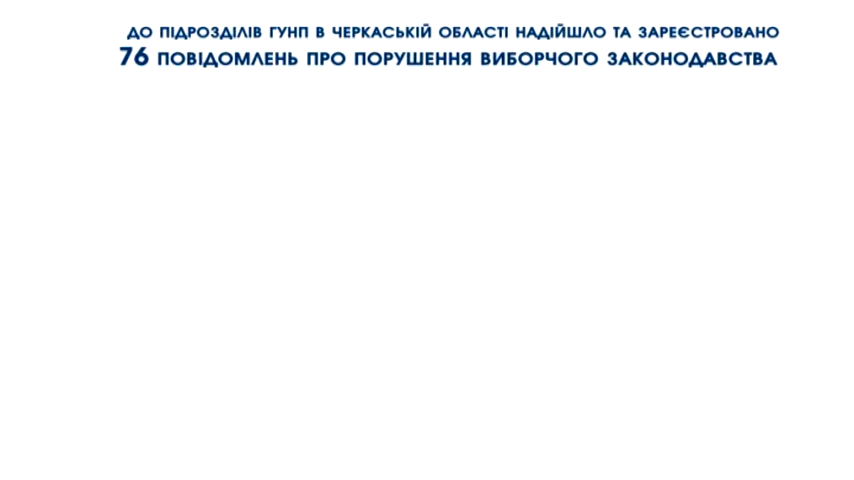 ДО ПІДРОЗДІЛІВ ГУНП В ЧЕРКАСЬКІЙ ОБЛАСТІ НАДІЙШЛО ТА ЗАРЕЄСТРОВАНО
76 ПОВІДОМЛЕНЬ ПРО ПОРУШЕННЯ ВИБОРЧОГО ЗАКОНОДАВСТВА